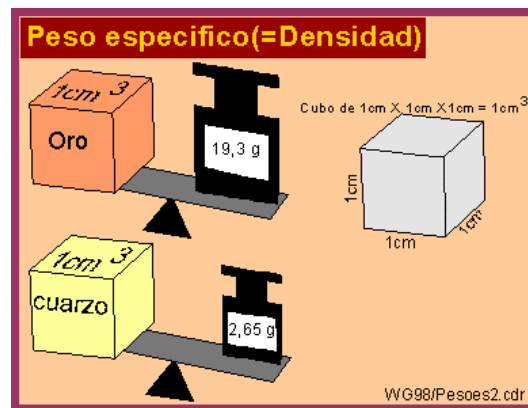 Peso especifico(=Densidad)
1cm 3
Oro
19,3 g
Cubo de 1cm X 1cm X1cm = 1cm3
1cm
1cm
1cm
1cm 3
cuarzo
2,65 g
WG98/Pesoes2.cdr